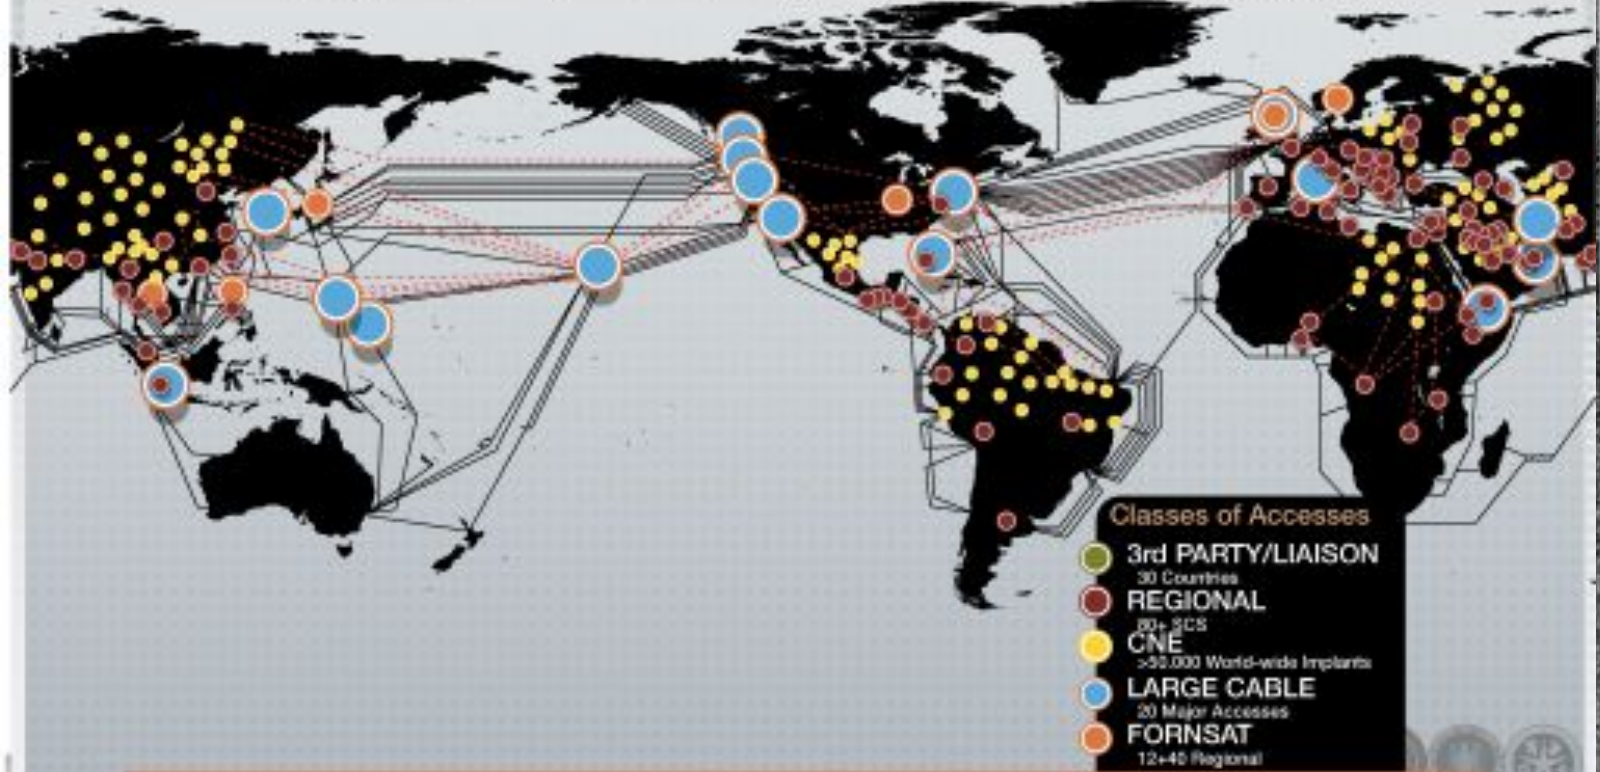 Classes of Accesses
3rd PARTY/LIAISON
30 Countries
REGIONAL
80+ SCS
CNE
>50.000 World-wide Implants
LARGE CABLE
20 Major Accesses
FORNSAT
12+40 Regional